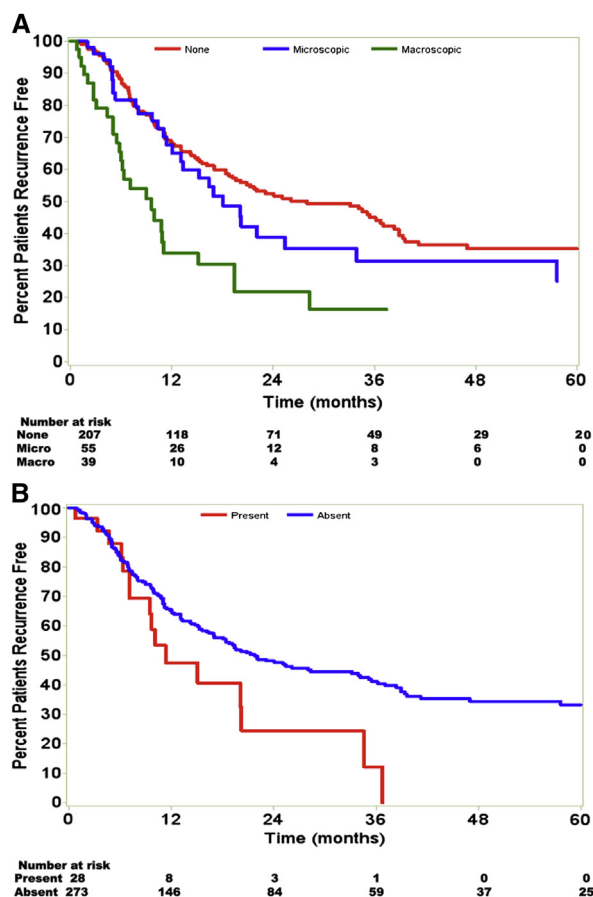 A
None Microscopic Macroscopic
Percent Patients Recurrence Free
100
90
80
70
60
50
40
30
20
10
0
0 12 24 36 48 60
Time (months)
Number at risk
None 207 118 71 49 29 20
Micro 55 26 12 8 6 0
Macro 39 10 4 3 0 0
B
Present Absent
Percent Patients Recurrence Free
100
90
80
70
60
50
40
30
20
10
0
0 12 24 36 48 60
Time (months)
Number at risk
Present 28 8 3 1 0 0
Absent 273 146 84 59 37 25